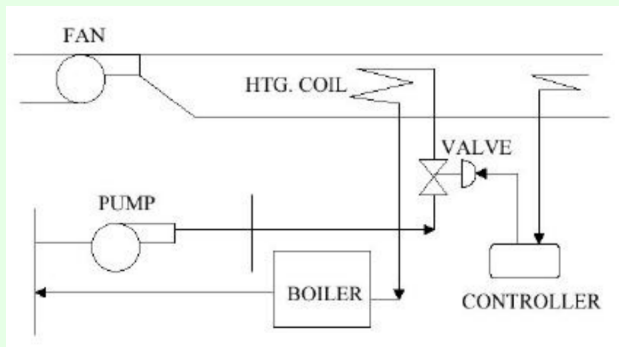 FAN
HTG. COIL
VALVE
PUMP
BOILER
CONTROLLER